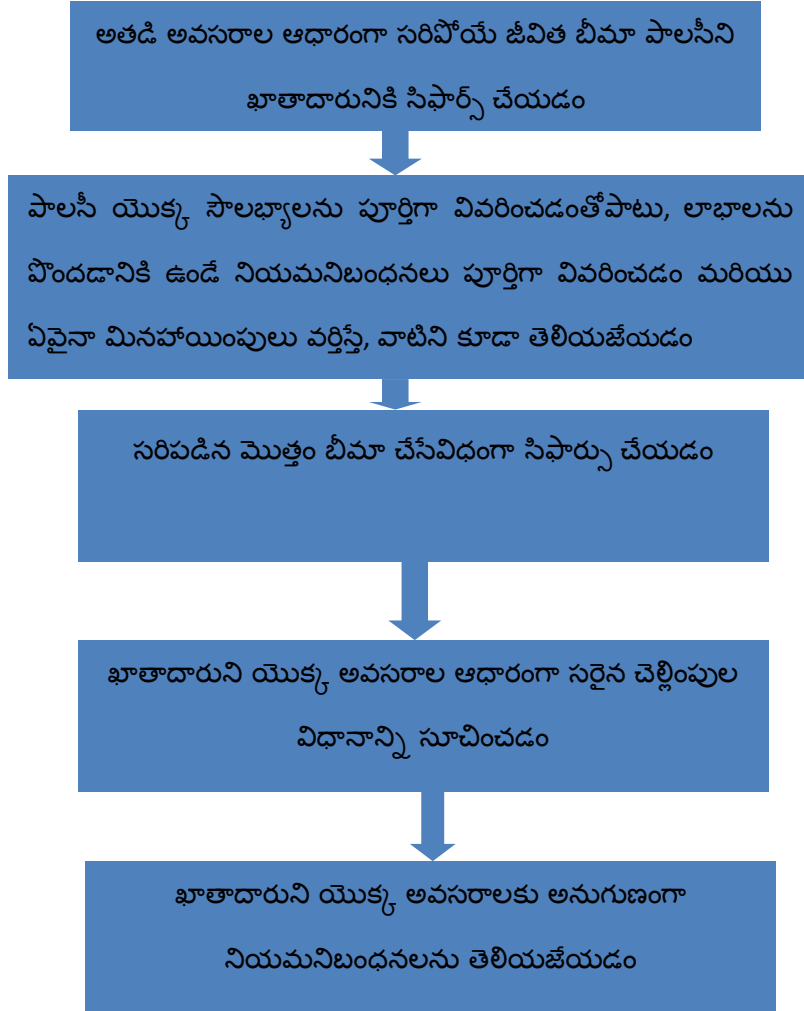 అతడి అవసరాల ఆధారంగా సరిపోయే జీవిత బీమా పాలసీని
ఖాతాదారునికి సిఫార్స్ చేయడం
పాలసీ యొక్క సౌలభ్యాలను పూర్తిగా వివరించడంతోపాటు, లాభాలను
పొందడానికి ఉండే నియమనిబంధనలు పూర్తిగా వివరించడం మరియు
ఏవైనా మినహాయింపులు వర్తిస్తే, వాటిని కూడా తెలియజేయడం
సరిపడిన మొత్తం బీమా చేసేవిధంగా సిఫార్సు చేయడం
ఖాతాదారుని యొక్క అవసరాల ఆధారంగా సరైన చెల్లింపుల
విధానాన్ని సూచించడం
ఖాతాదారుని యొక్క అవసరాలకు అనుగుణంగా
నియమనిబంధనలను తెలియజేయడం